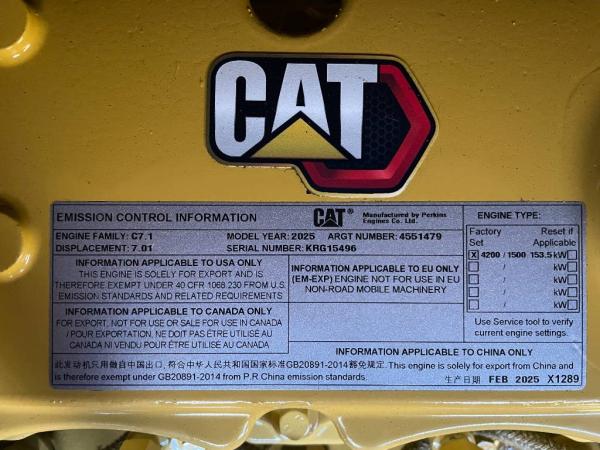 CAT
EMISSION CONTROL INFORMATION
CAT® Manufactured by Perkins
Engines Co. Ltd.
ENGINE FAMILY: C7.1 MODEL YEAR: 2025 ARGT NUMBER: 4551479
DISPLACEMENT: 7.01 SERIAL NUMBER: KRG15496
INFORMATION APPLICABLE TO USA ONLY
THIS ENGINE IS SOLELY FOR EXPORT AND IS
THEREFORE EXEMPT UNDER 40 CFR 1068.230 FROM U.S.
EMISSION STANDARDS AND RELATED REQUIREMENTS
INFORMATION APPLICABLE TO EU ONLY
(EM-EXP) ENGINE NOT FOR USE IN EU
NON-ROAD MOBILE MACHINERY
INFORMATION APPLICABLE TO CANADA ONLY
FOR EXPORT, NOT FOR USE OR SALE FOR USE IN CANADA
/ POUR EXPORTATION. NE DOIT PAS ÊTRE UTILISÉ AU
CANADA NI VENDU POUR ÊTRE UTILISÉ AU CANADA
ENGINE TYPE:
Factory Reset if
Set Applicable
X 4200 / 1500 153.5 kW
/ kW
/ kW
/ kW
/ kW
Use Service tool to verify
current engine settings.
INFORMATION APPLICABLE TO CHINA ONLY
此发动机只用做自中国出口, 符合中华人民共和国国家标准GB20891-2014豁免规定. This engine is solely for export from China and
is therefore exempt under GB20891-2014 from P.R.China emission standards. 生产日期 FEB 2025 X1289